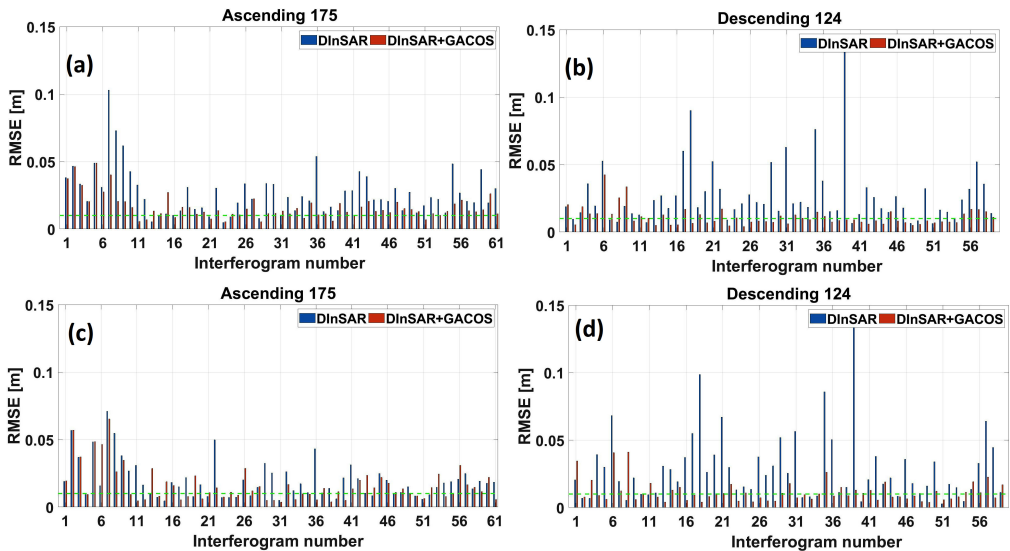 Ascending 175
0.15
DInSAR DInSAR+GACOS
(a)
0.1
RMSE [m]
0.05
0
1 6 11 16 21 26 31 36 41 46 51 56 61
Interferogram number
Descending 124
0.15
DInSAR DInSAR+GACOS
(b)
0.1
RMSE [m]
0.05
0
1 6 11 16 21 26 31 36 41 46 51 56
Interferogram number
Ascending 175
0.15
DInSAR DInSAR+GACOS
(c)
0.1
RMSE [m]
0.05
0
1 6 11 16 21 26 31 36 41 46 51 56 61
Interferogram number
Descending 124
0.15
DInSAR DInSAR+GACOS
(d)
0.1
RMSE [m]
0.05
0
1 6 11 16 21 26 31 36 41 46 51 56
Interferogram number